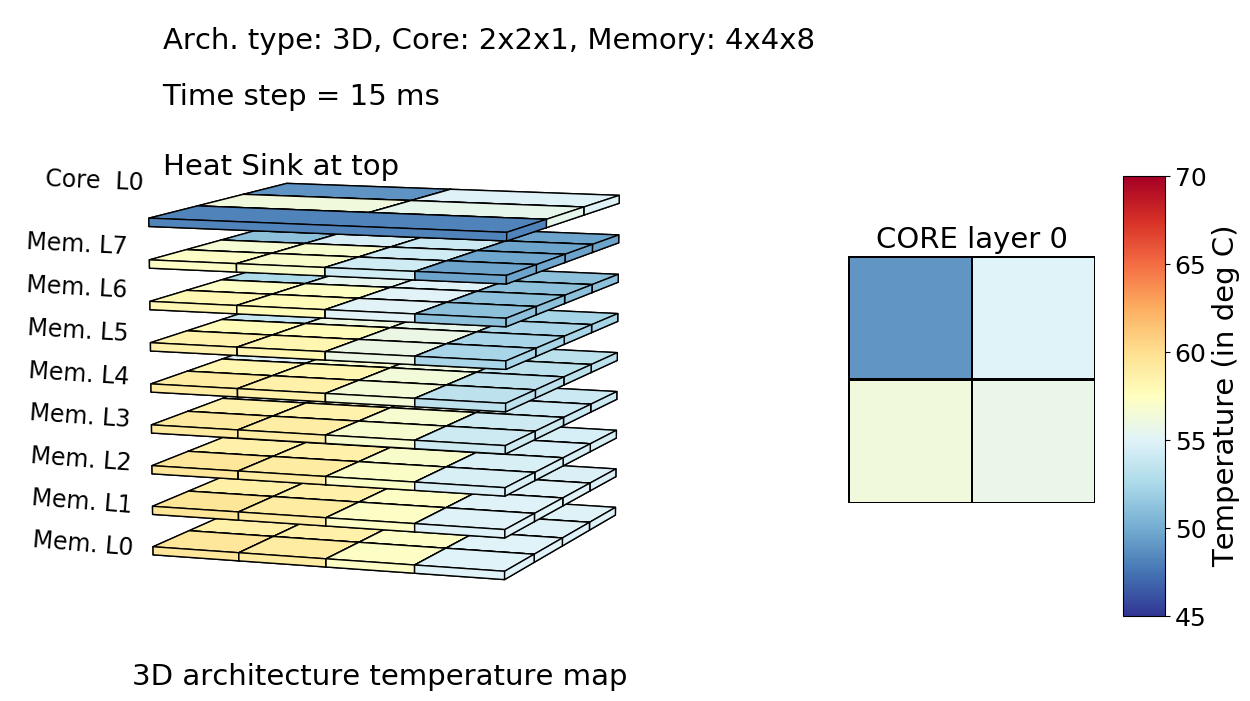 Arch. type: 3D, Core: 2x2x1, Memory: 4x4x8
Time step = 15 ms
Heat Sink at top
Core  L0
Mem. L7
Mem. L6
Mem. L5
Mem. L4
Mem. L3
Mem. L2
Mem. L1
Mem. L0
3D architecture temperature map
CORE layer 0
70
65
60
55
50
45
Temperature (in deg C)